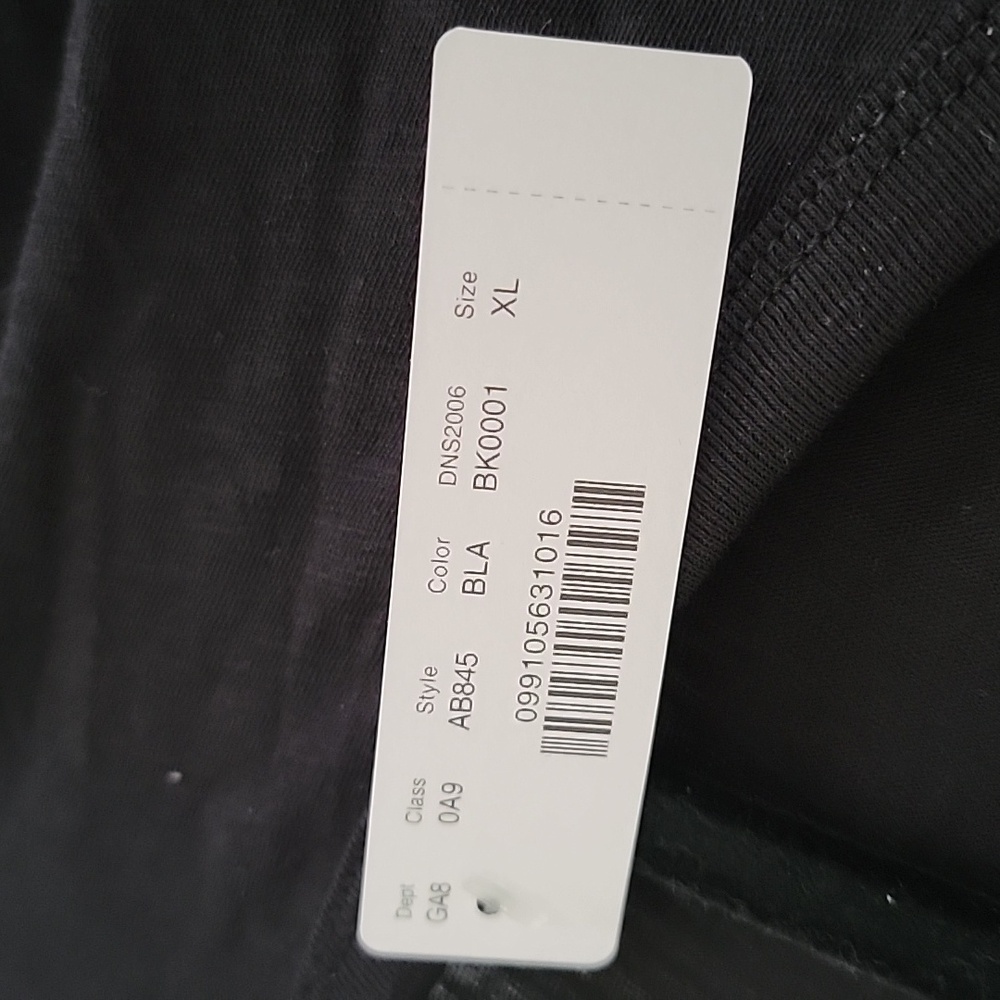 Dept Class Style Color DNS2006 Size
GA8 0A9 AB845 BLA BK0001 XL
099105631016